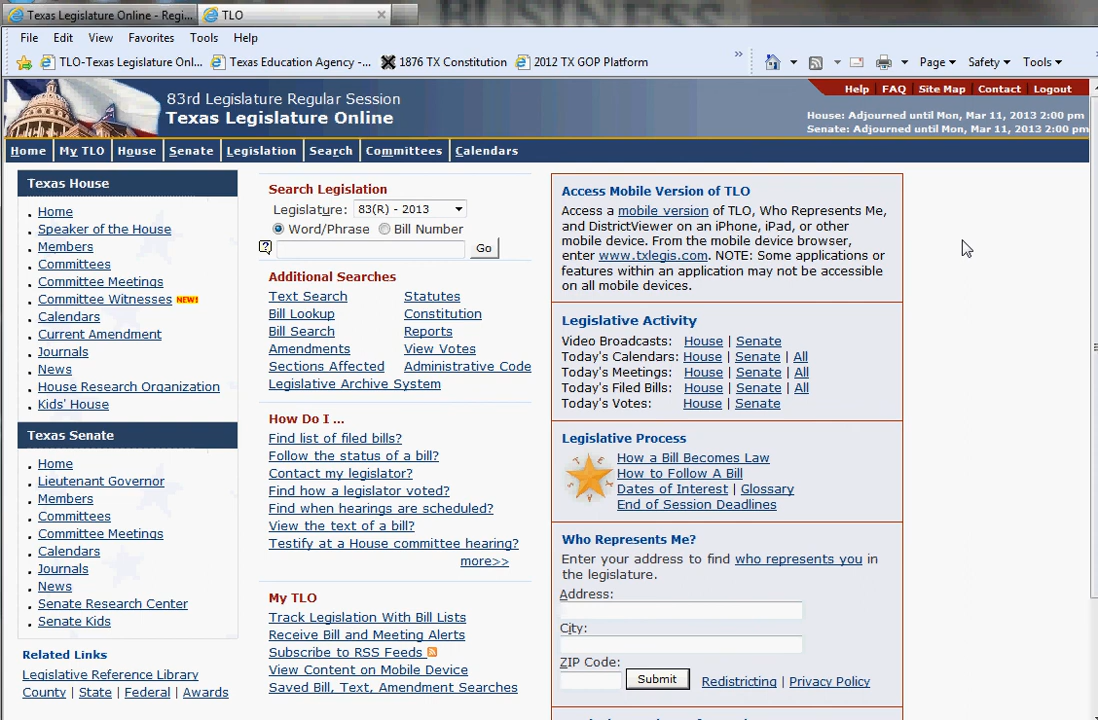 BUSINESS
Texas Legislature Online - Regi...
TLO
File Edit View Favorites Tools Help
TLO-Texas Legislature Onl... Texas Education Agency -... 1876 TX Constitution 2012 TX GOP Platform
Page Safety Tools
83rd Legislature Regular Session
Texas Legislature Online
Help FAQ Site Map Contact Logout
House: Adjourned until Mon, Mar 11, 2013 2:00 pm
Senate: Adjourned until Mon, Mar 11, 2013 2:00 pm
Home | My TLO | House | Senate | Legislation | Search | Committees | Calendars
Texas House
Home
Speaker of the House
Members
Committees
Committee Meetings
Committee Witnesses NEW!
Calendars
Current Amendment
Journals
News
House Research Organization
Kids' House
Texas Senate
Home
Lieutenant Governor
Members
Committees
Committee Meetings
Calendars
Journals
News
Senate Research Center
Senate Kids
Related Links
Legislative Reference Library
County | State | Federal | Awards
Search Legislation
Legislature: 83(R) - 2013
Word/Phrase Bill Number
? Go
Additional Searches
Text Search Statutes
Bill Lookup Constitution
Bill Search Reports
Amendments View Votes
Sections Affected Administrative Code
Legislative Archive System
How Do I ...
Find list of filed bills?
Follow the status of a bill?
Contact my legislator?
Find how a legislator voted?
Find when hearings are scheduled?
View the text of a bill?
Testify at a House committee hearing?
more>>
My TLO
Track Legislation With Bill Lists
Receive Bill and Meeting Alerts
Subscribe to RSS Feeds
View Content on Mobile Device
Saved Bill, Text, Amendment Searches
Access Mobile Version of TLO
Access a mobile version of TLO, Who Represents Me,
and DistrictViewer on an iPhone, iPad, or other
mobile device. From the mobile device browser,
enter www.txlegis.com. NOTE: Some applications or
features within an application may not be accessible
on all mobile devices.
Legislative Activity
Video Broadcasts: House | Senate
Today's Calendars: House | Senate | All
Today's Meetings: House | Senate | All
Today's Filed Bills: House | Senate | All
Today's Votes: House | Senate
Legislative Process
How a Bill Becomes Law
How to Follow A Bill
Dates of Interest | Glossary
End of Session Deadlines
Who Represents Me?
Enter your address to find who represents you in
the legislature.
Address:
City:
ZIP Code:
Submit Redistricting | Privacy Policy